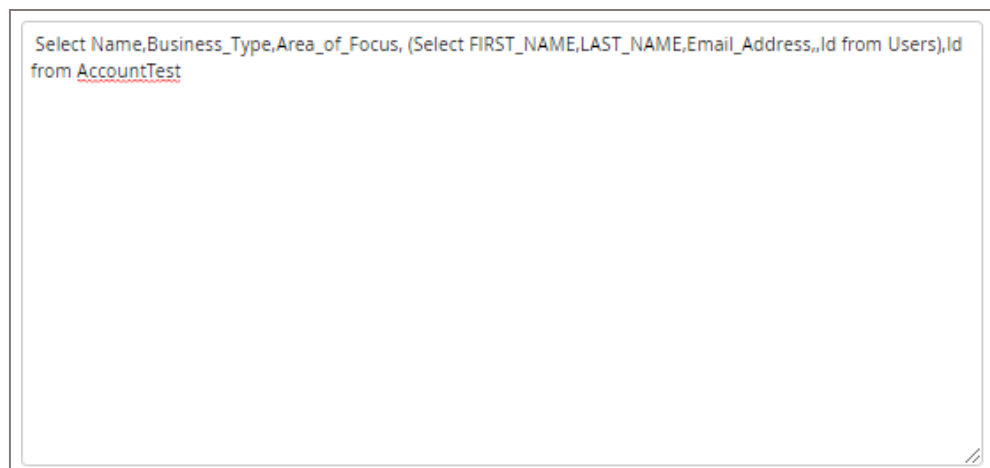 Select Name,Business_Type,Area_of_Focus, (Select FIRST_NAME,LAST_NAME,Email_Address,,Id from Users),Id
from AccountTest